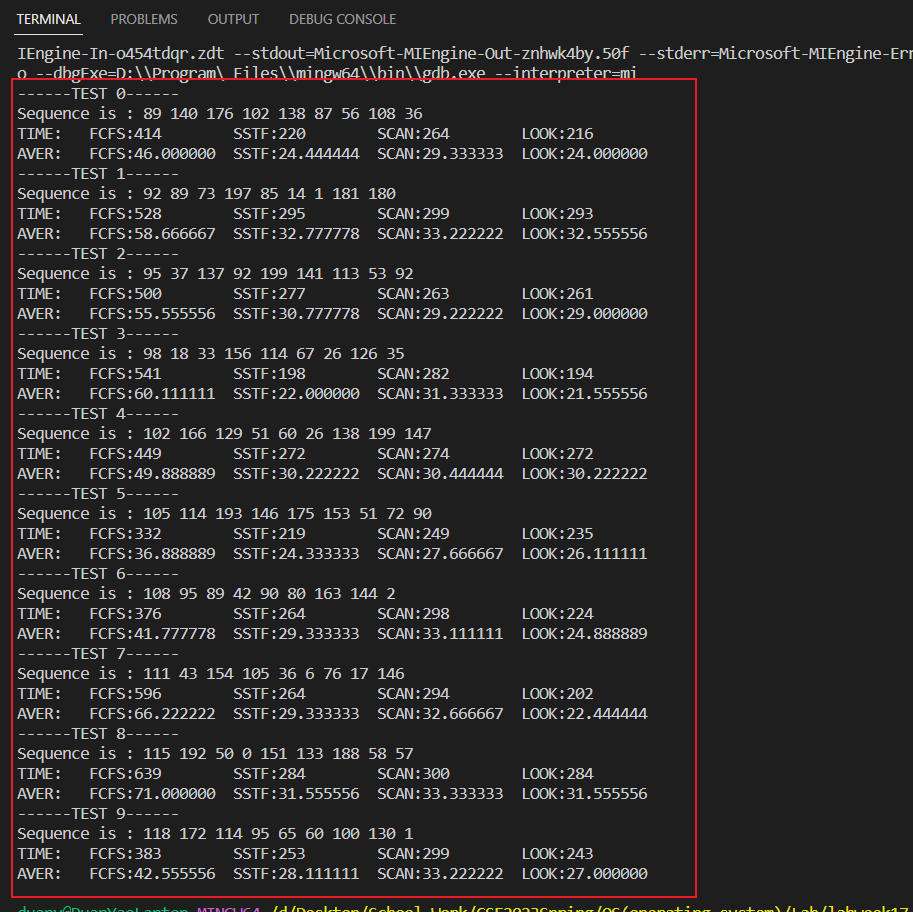 TERMINAL PROBLEMS OUTPUT DEBUG CONSOLE
IEngine-In-o454tdqr.zdt --stdout=Microsoft-MIEngine-Out-znhwk4by.50f --stderr=Microsoft-MIEngine-Err
o --dbgExe=D:\\Program\ Files\\mingw64\\bin\\gdb.exe --interpreter=mi
------TEST 0------
Sequence is : 89 140 176 102 138 87 56 108 36
TIME: FCFS:414 SSTF:220 SCAN:264 LOOK:216
AVER: FCFS:46.000000 SSTF:24.444444 SCAN:29.333333 LOOK:24.000000
------TEST 1------
Sequence is : 92 89 73 197 85 14 1 181 180
TIME: FCFS:528 SSTF:295 SCAN:299 LOOK:293
AVER: FCFS:58.666667 SSTF:32.777778 SCAN:33.222222 LOOK:32.555556
------TEST 2------
Sequence is : 95 37 137 92 199 141 113 53 92
TIME: FCFS:500 SSTF:277 SCAN:263 LOOK:261
AVER: FCFS:55.555556 SSTF:30.777778 SCAN:29.222222 LOOK:29.000000
------TEST 3------
Sequence is : 98 18 33 156 114 67 26 126 35
TIME: FCFS:541 SSTF:198 SCAN:282 LOOK:194
AVER: FCFS:60.111111 SSTF:22.000000 SCAN:31.333333 LOOK:21.555556
------TEST 4------
Sequence is : 102 166 129 51 60 26 138 199 147
TIME: FCFS:449 SSTF:272 SCAN:274 LOOK:272
AVER: FCFS:49.888889 SSTF:30.222222 SCAN:30.444444 LOOK:30.222222
------TEST 5------
Sequence is : 105 114 193 146 175 153 51 72 90
TIME: FCFS:332 SSTF:219 SCAN:249 LOOK:235
AVER: FCFS:36.888889 SSTF:24.333333 SCAN:27.666667 LOOK:26.111111
------TEST 6------
Sequence is : 108 95 89 42 90 80 163 144 2
TIME: FCFS:376 SSTF:264 SCAN:298 LOOK:224
AVER: FCFS:41.777778 SSTF:29.333333 SCAN:33.111111 LOOK:24.888889
------TEST 7------
Sequence is : 111 43 154 105 36 6 76 17 146
TIME: FCFS:596 SSTF:264 SCAN:294 LOOK:202
AVER: FCFS:66.222222 SSTF:29.333333 SCAN:32.666667 LOOK:22.444444
------TEST 8------
Sequence is : 115 192 50 0 151 133 188 58 57
TIME: FCFS:639 SSTF:284 SCAN:300 LOOK:284
AVER: FCFS:71.000000 SSTF:31.555556 SCAN:33.333333 LOOK:31.555556
------TEST 9------
Sequence is : 118 172 114 95 65 60 100 130 1
TIME: FCFS:383 SSTF:253 SCAN:299 LOOK:243
AVER: FCFS:42.555556 SSTF:28.111111 SCAN:33.222222 LOOK:27.000000